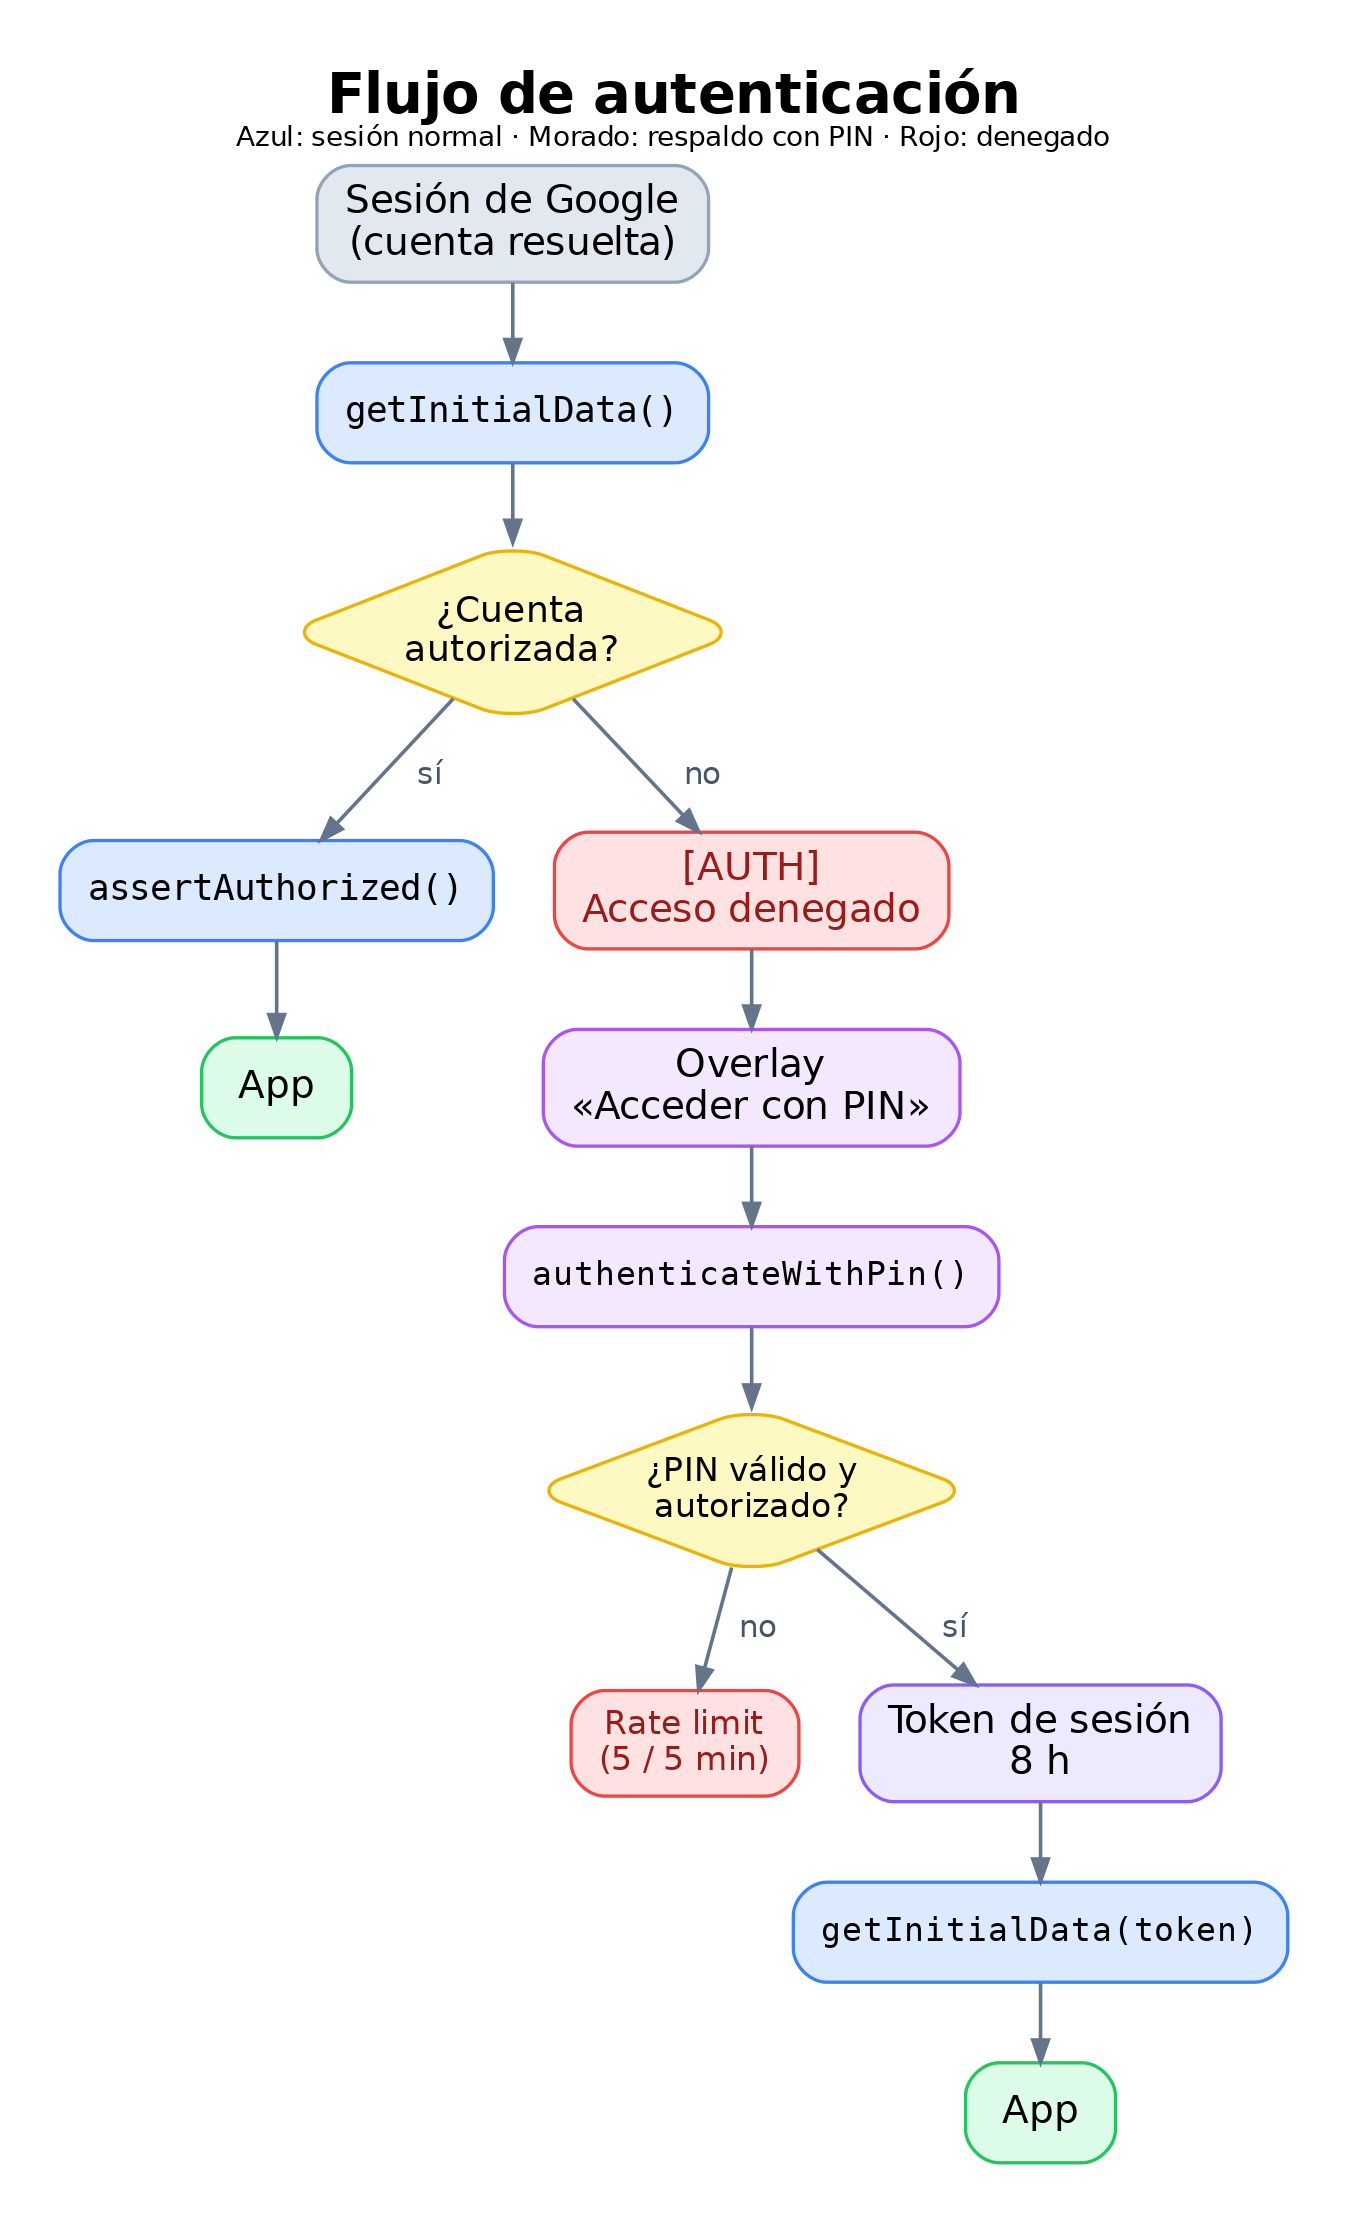 Flujo de autenticación
Azul: sesión normal · Morado: respaldo con PIN · Rojo: denegado
Sesión de Google
(cuenta resuelta)
getInitialData()
¿Cuenta
autorizada?
sí
no
assertAuthorized()
[AUTH]
Acceso denegado
App
Overlay
«Acceder con PIN»
authenticateWithPin()
¿PIN válido y
autorizado?
no
sí
Rate limit
(5 / 5 min)
Token de sesión
8 h
getInitialData(token)
App